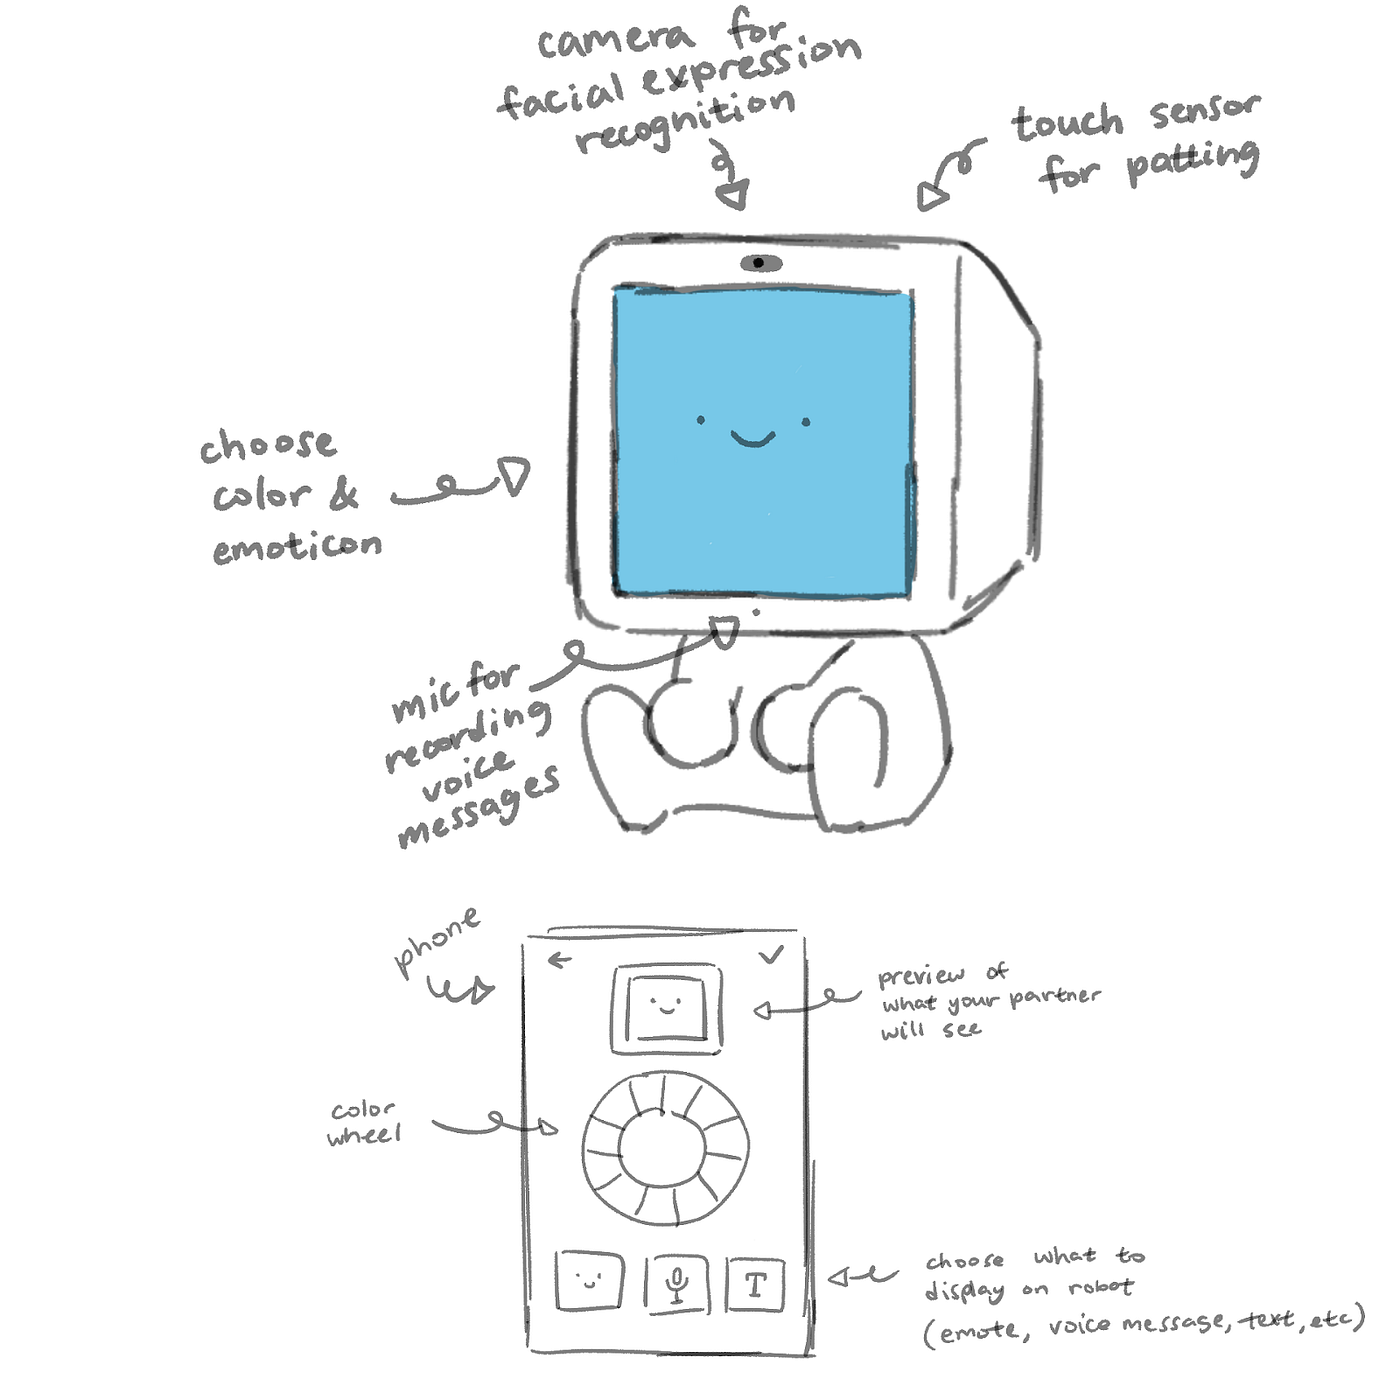 camera for
facial expression
recognition
touch sensor
for patting
choose
color &
emoticon
mic for
recording
voice
messages
phone
preview of
what your partner
will see
color
wheel
T
choose what to
display on robot
(emote, voice message, text, etc)